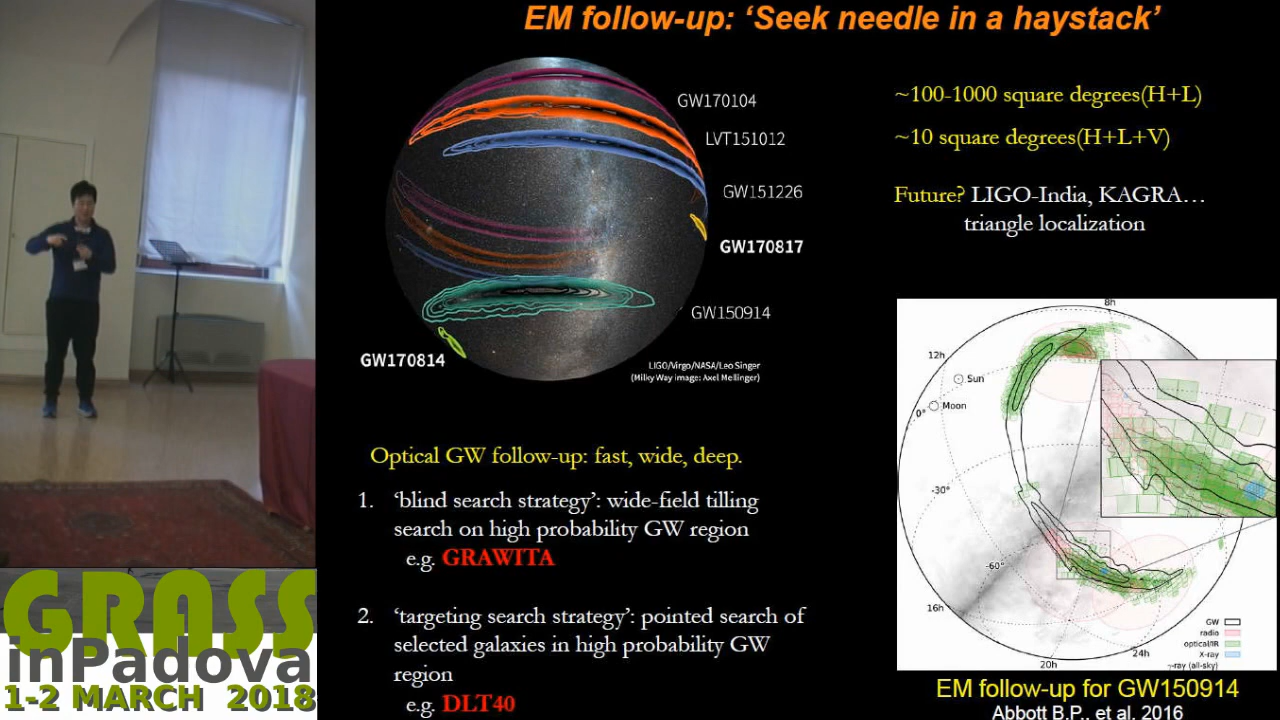 EM follow-up: ‘Seek needle in a haystack’
GW170104
LVT151012
GW151226
GW170817
GW150914
GW170814
LIGO/Virgo/NASA/Leo Singer
(Milky Way image: Axel Mellinger)
~100-1000 square degrees(H+L)
~10 square degrees(H+L+V)
Future? LIGO-India, KAGRA…
triangle localization
Optical GW follow-up: fast, wide, deep.
1. ‘blind search strategy’: wide-field tilling
search on high probability GW region
e.g. GRAWITA
2. ‘targeting search strategy’: pointed search of
selected galaxies in high probability GW
region
e.g. DLT40
8h
12h
Sun
Moon
0°
-30°
-60°
16h
20h
24h
GW
radio
optical/IR
X-ray
γ-ray (all-sky)
EM follow-up for GW150914
Abbott B.P., et al. 2016
GRASS
inPadova
1-2 MARCH 2018